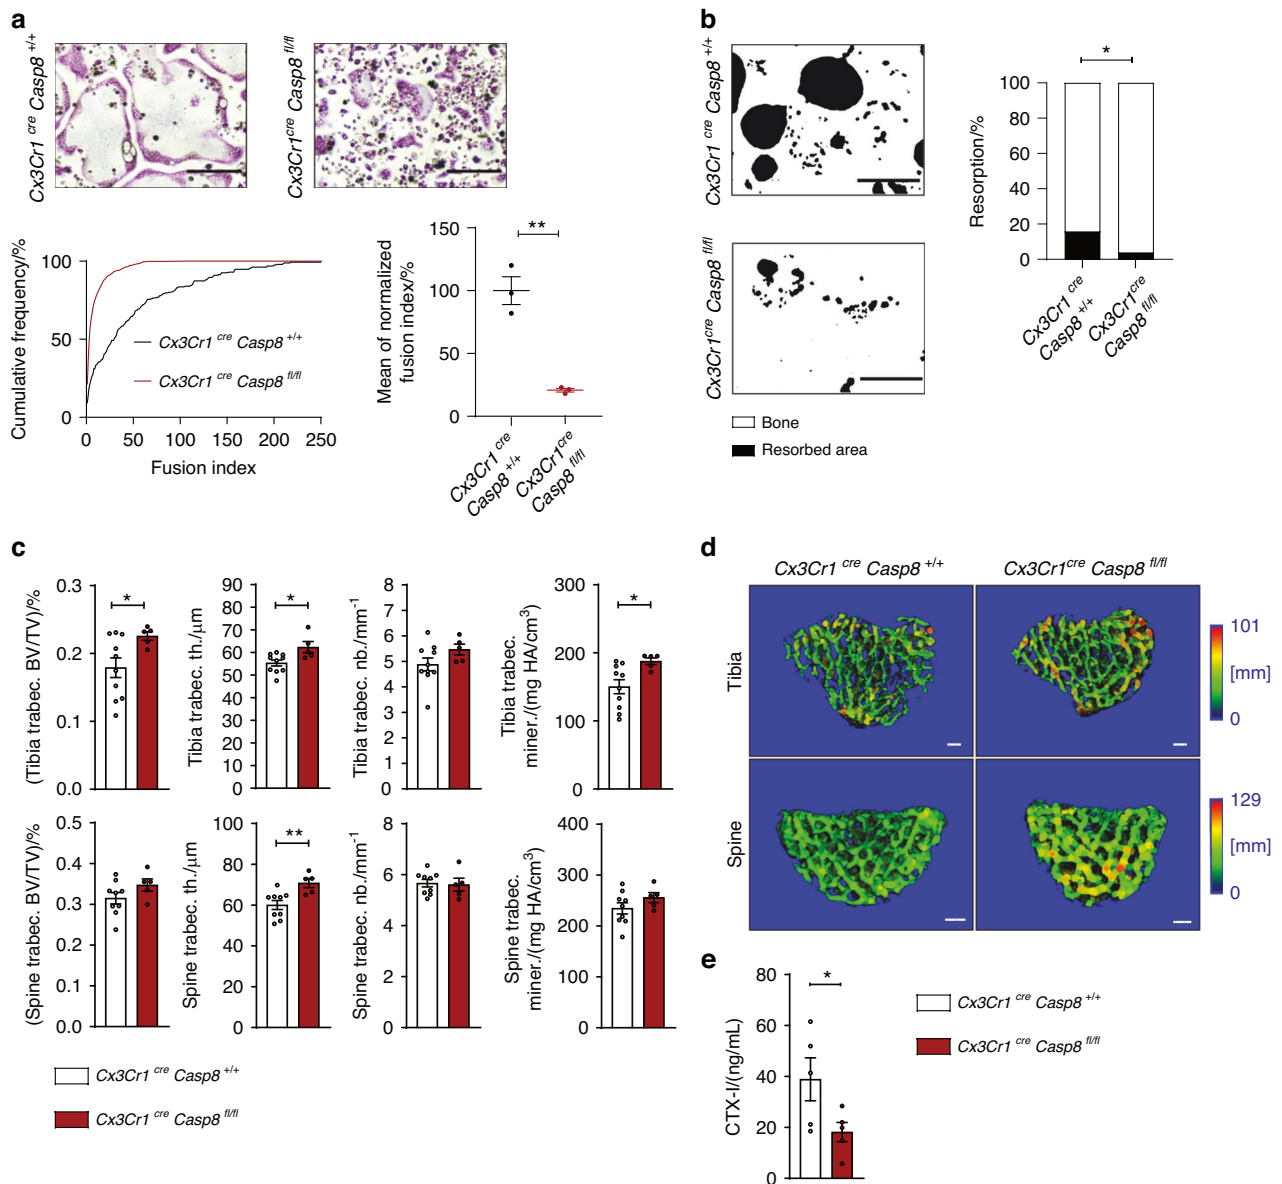 a
Cx3Cr1 cre Casp8 +/+
Cx3Cr1 cre Casp8 fl/fl
Cumulative frequency/%
100
50
0
Cx3Cr1 cre Casp8 +/+
Cx3Cr1 cre Casp8 fl/fl
0 50 100 150 200 250
Fusion index
Mean of normalized
fusion index/%
150
100
50
0
**
Cx3Cr1 cre
Casp8 +/+
Cx3Cr1 cre
Casp8 fl/fl
b
Cx3Cr1 cre Casp8 +/+
Cx3Cr1 cre Casp8 fl/fl
Bone
Resorbed area
Resorption/%
*
100
80
60
40
20
0
Cx3Cr1 cre
Casp8 +/+
Cx3Cr1 cre
Casp8 fl/fl
c
(Tibia trabec. BV/TV)/%
0.3
0.2
0.1
0.0
*
Tibia trabec. th./µm
90
80
70
60
50
40
30
20
10
0
*
Tibia trabec. nb./mm-1
8
7
6
5
4
3
2
1
0
Tibia trabec.
miner./(mg HA/cm3)
300
200
100
0
*
(Spine trabec. BV/TV)/%
0.5
0.4
0.3
0.2
0.1
0.0
Spine trabec. th./µm
100
80
60
40
20
0
**
Spine trabec. nb./mm-1
8
6
4
2
0
Spine trabec.
miner./(mg HA/cm3)
400
300
200
100
0
Cx3Cr1 cre Casp8 +/+
Cx3Cr1 cre Casp8 fl/fl
d
Cx3Cr1 cre Casp8 +/+
Cx3Cr1 cre Casp8 fl/fl
Tibia
101
[mm]
0
Spine
129
[mm]
0
e
CTX-I/(ng/mL)
80
60
40
20
0
*
Cx3Cr1 cre Casp8 +/+
Cx3Cr1 cre Casp8 fl/fl